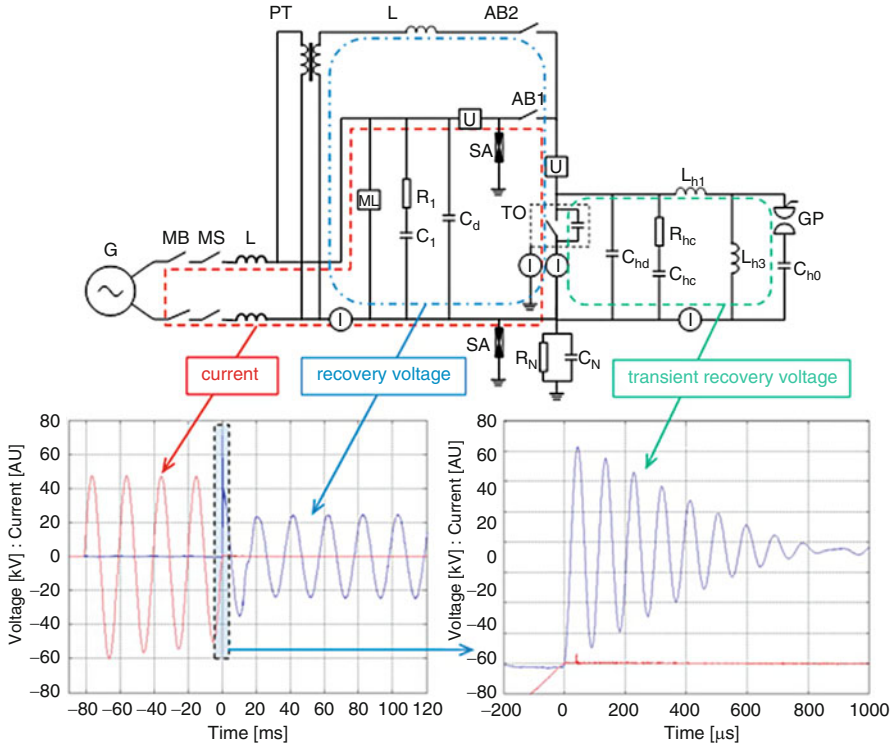 PT L AB2
AB1
U
SA
U
ML R1 Cd TO Lh1 GP
C1
G MB MS L
I I Chd Rhc Chc Lh3 Ch0
I I
SA RN CN
current recovery voltage transient recovery voltage
Voltage [kV] : Current [AU]
80
60
40
20
0
−20
−40
−60
−80
−80 −60 −40 −20 0 20 40 60 80 100 120
Time [ms]
Voltage [kV] : Current [AU]
80
60
40
20
0
−20
−40
−60
−80
−200 0 200 400 600 800 1000
Time [μs]